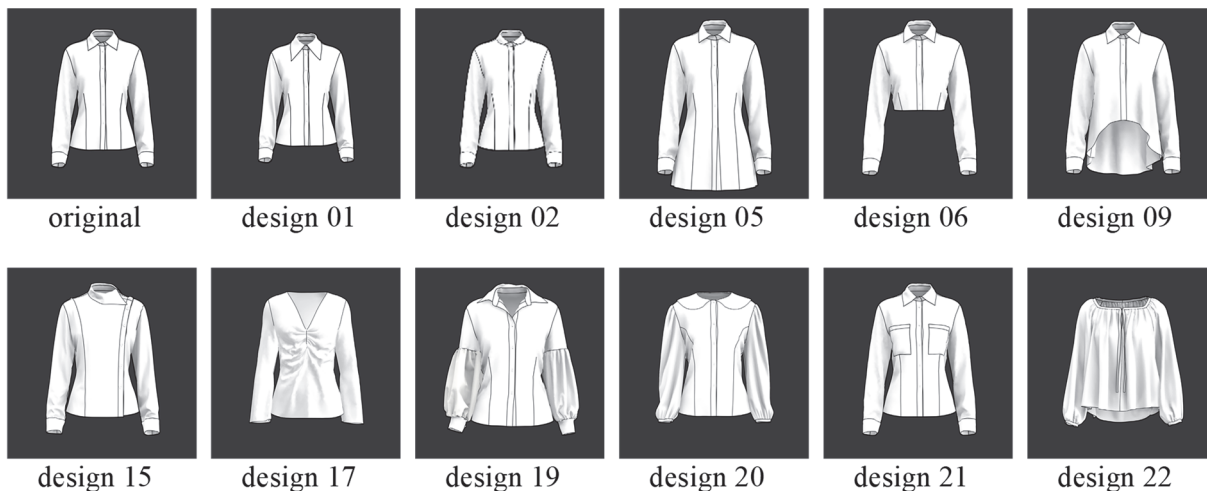 original
design 01
design 02
design 05
design 06
design 09
design 15
design 17
design 19
design 20
design 21
design 22